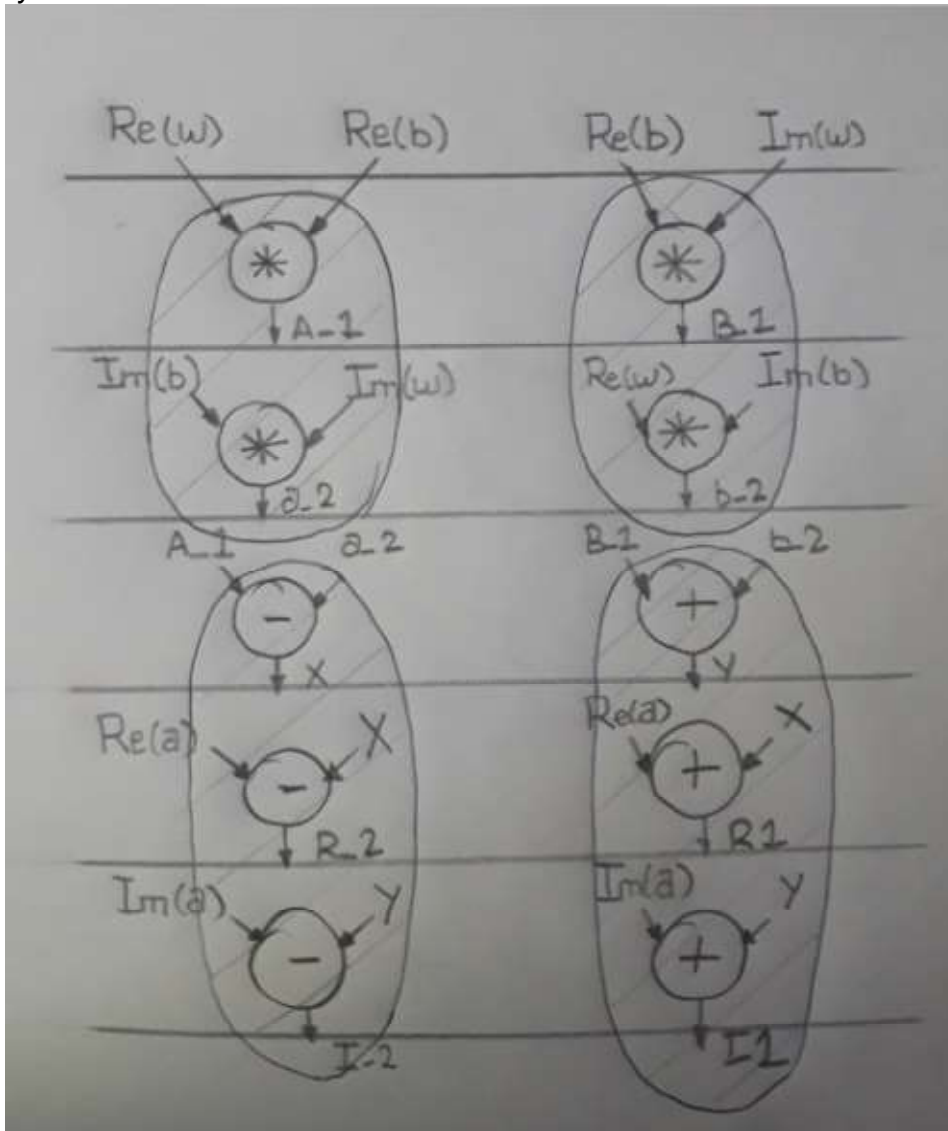 Re(w) Re(b) Re(b) Im(w)
* *
A_1 B_1
Im(b) Im(w) Re(w) Im(b)
* *
a_2 b_2
A_1 a_2 B_1 b_2
- +
X Y
Re(a) X Re(a) X
- +
R_2 R1
Im(a) Y Im(a) Y
- +
I-2 I1